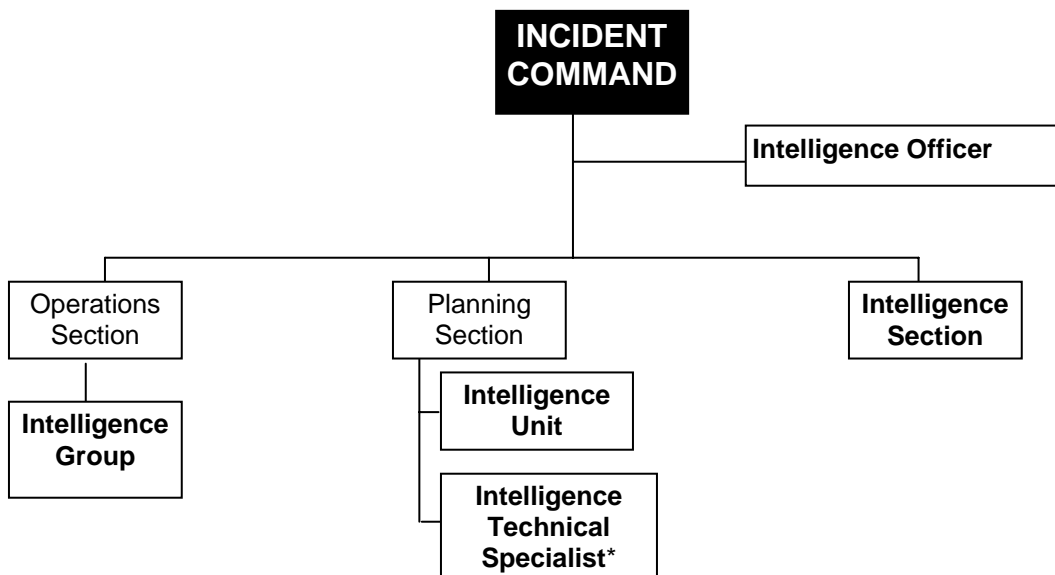 INCIDENT
COMMAND
Intelligence Officer
Operations
Section
Planning
Section
Intelligence
Section
Intelligence
Group
Intelligence
Unit
Intelligence
Technical
Specialist*